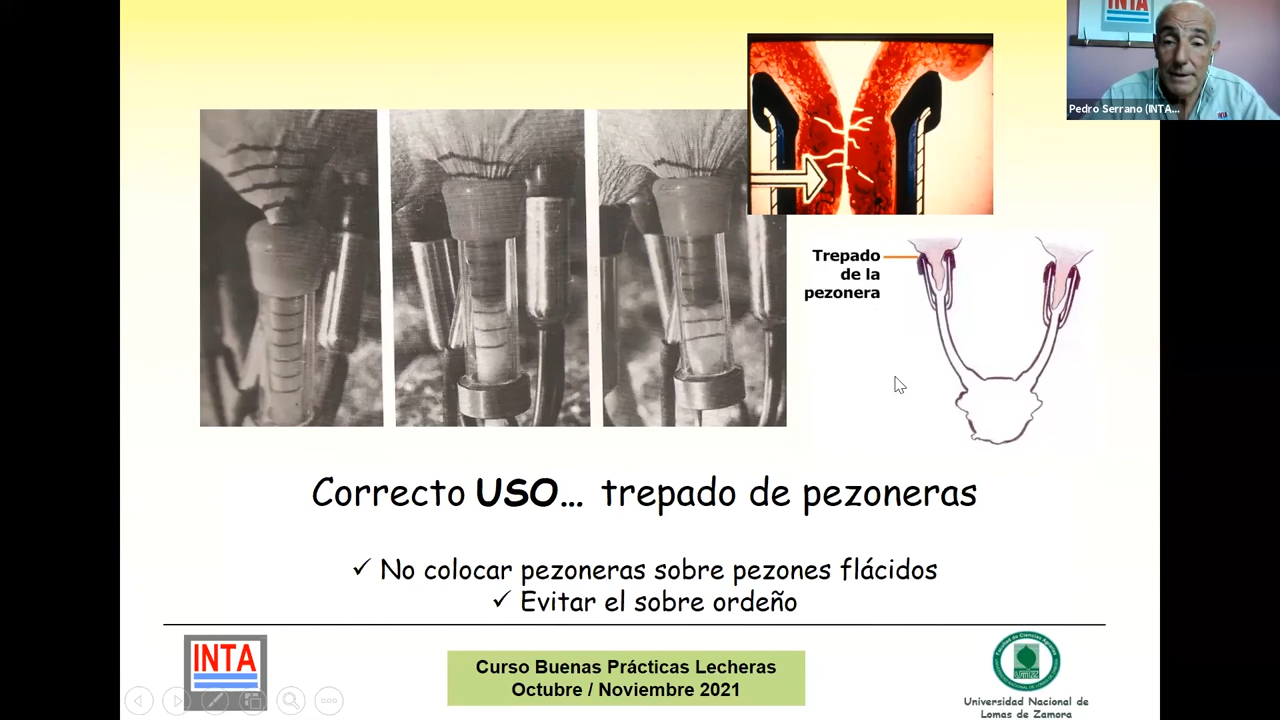 INTA
Pedro Serrano (INTA...
Trepado
de la
pezonera
Correcto USO... trepado de pezoneras
✓ No colocar pezoneras sobre pezones flácidos
✓ Evitar el sobre ordeño
INTA
Curso Buenas Prácticas Lecheras
Octubre / Noviembre 2021
Universidad Nacional de
Lomas de Zamora